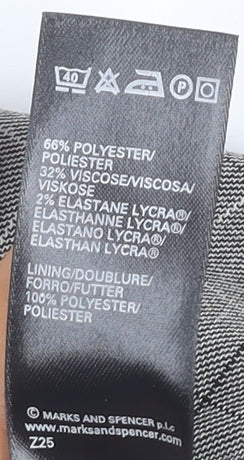 40
P
66% POLYESTER/
POLIESTER
32% VISCOSE/VISCOSA/
VISKOSE
2% ELASTANE LYCRA®/
ELASTHANNE LYCRA®/
ELASTANO LYCRA®/
ELASTHAN LYCRA®/
LINING/DOUBLURE/
FORRO/FUTTER
100% POLYESTER/
POLIESTER
© MARKS AND SPENCER p.l.c
www.marksandspencer.com
Z25